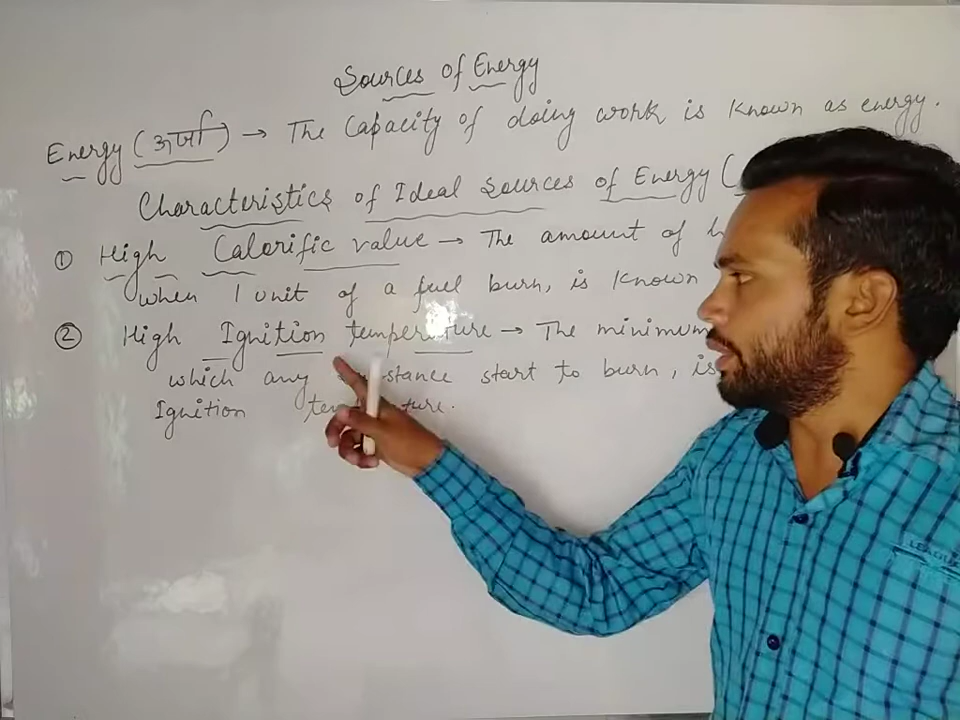 Sources of Energy
Energy (ऊर्जा) → The Capacity of doing work is known as energy.
Characteristics of Ideal Sources of Energy (
① High Calorific value → The amount of
when 1 unit of a fuel burn, is known
② High Ignition temperature → The minimum
which any substance start to burn, is
Ignition temperature.